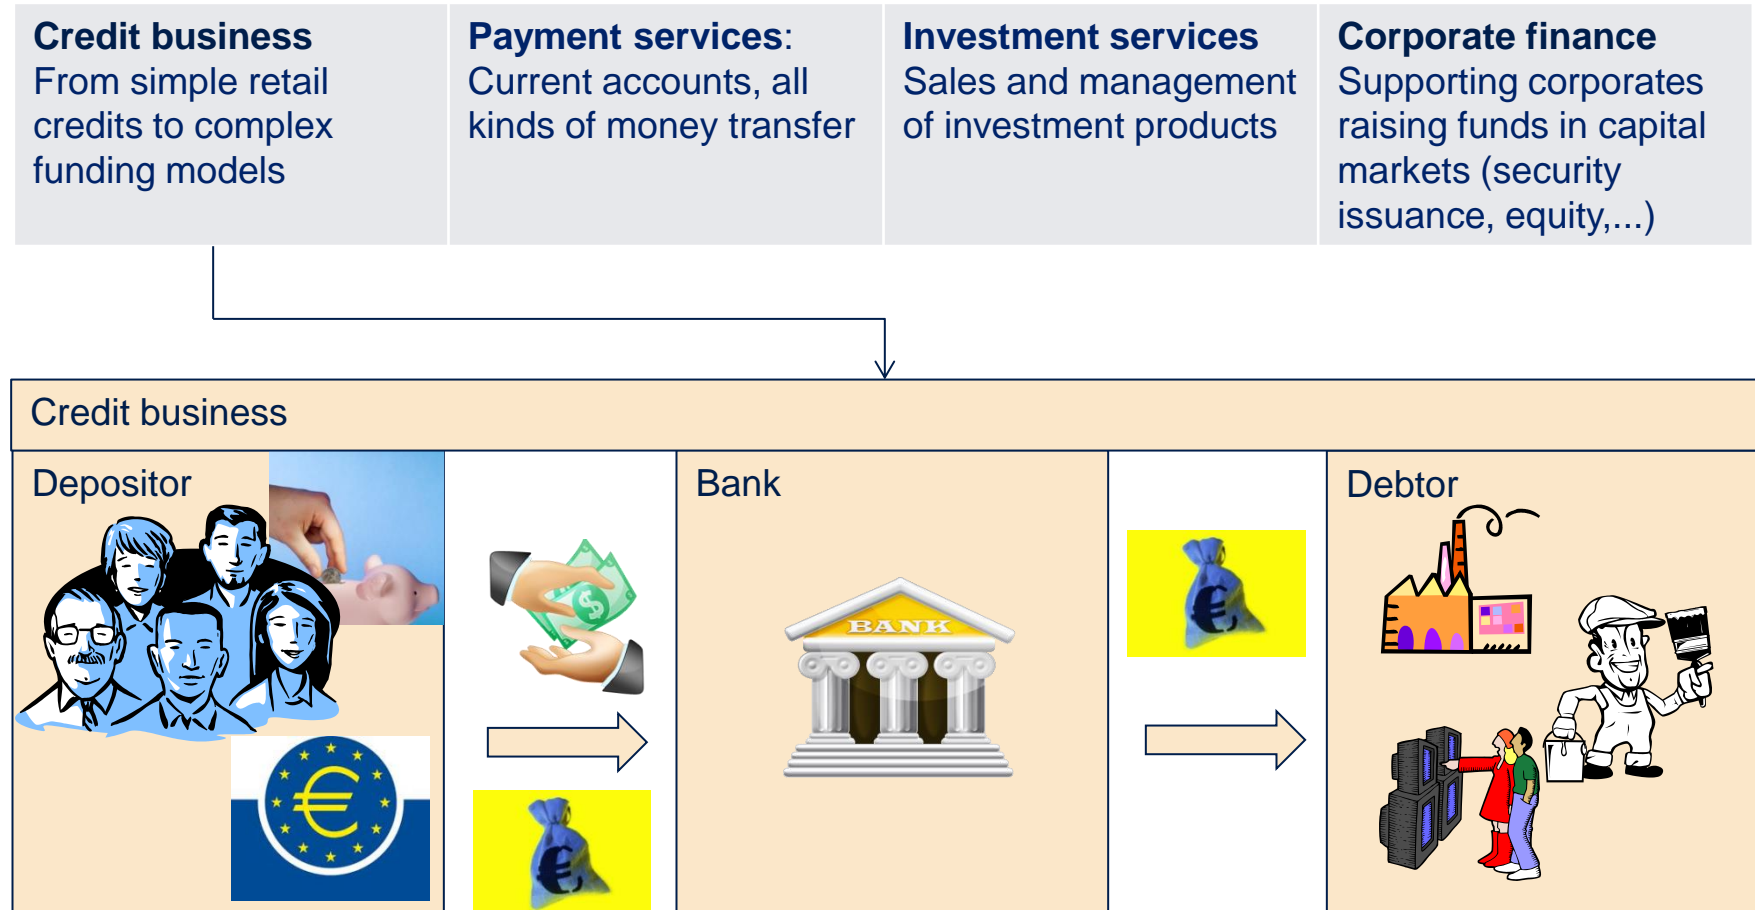 Credit business
From simple retail
credits to complex
funding models
Payment services:
Current accounts, all
kinds of money transfer
Investment services
Sales and management
of investment products
Corporate finance
Supporting corporates
raising funds in capital
markets (security
issuance, equity,...)
Credit business
Depositor
Bank
Debtor
$
€
BANK
€
€
€